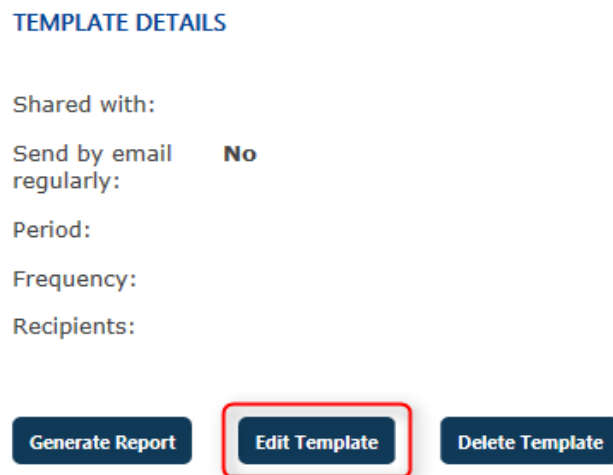 TEMPLATE DETAILS
Shared with:
Send by email No
regularly:
Period:
Frequency:
Recipients:
Generate Report Edit Template Delete Template